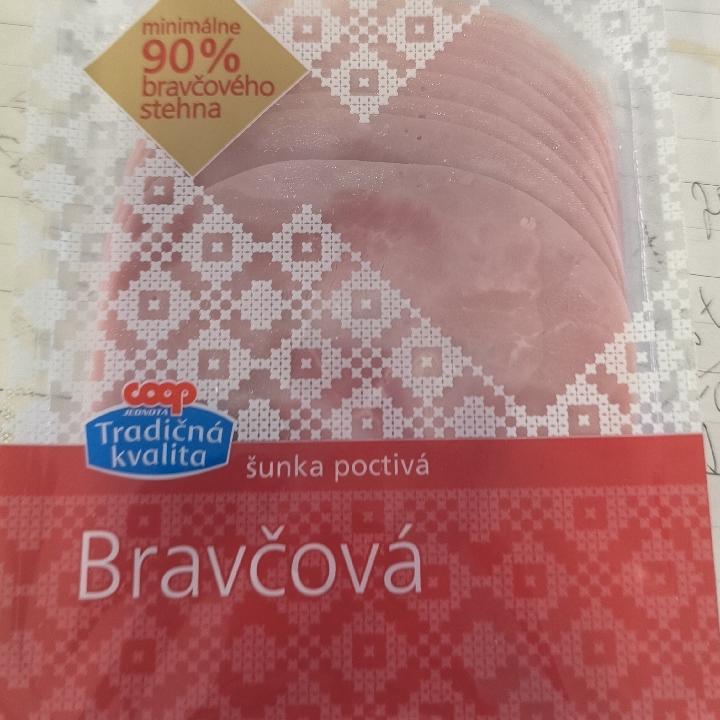 minimálne
90%
bravčového
stehna
coop
JEDNOTA
Tradičná
kvalita
šunka poctivá
Bravčová